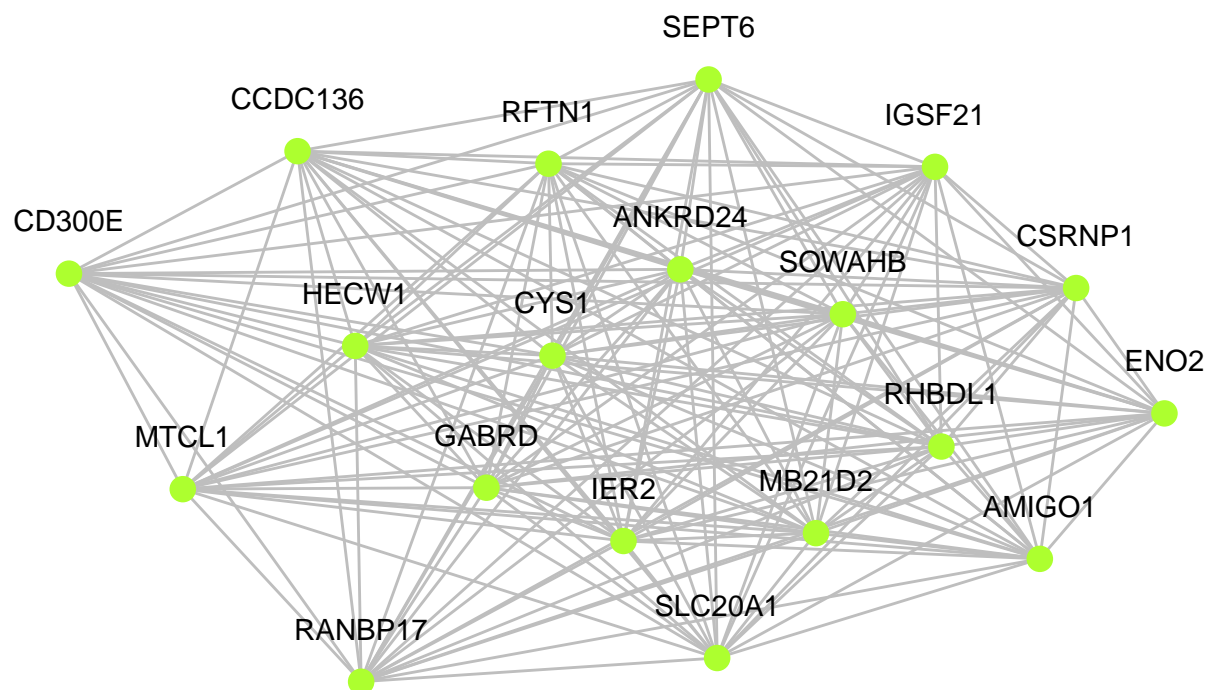 SEPT6
CCDC136
RFTN1
IGSF21
CD300E
ANKRD24
CSRNP1
SOWAHB
HECW1
CYS1
ENO2
RHBDL1
MTCL1
GABRD
IER2
MB21D2
AMIGO1
SLC20A1
RANBP17